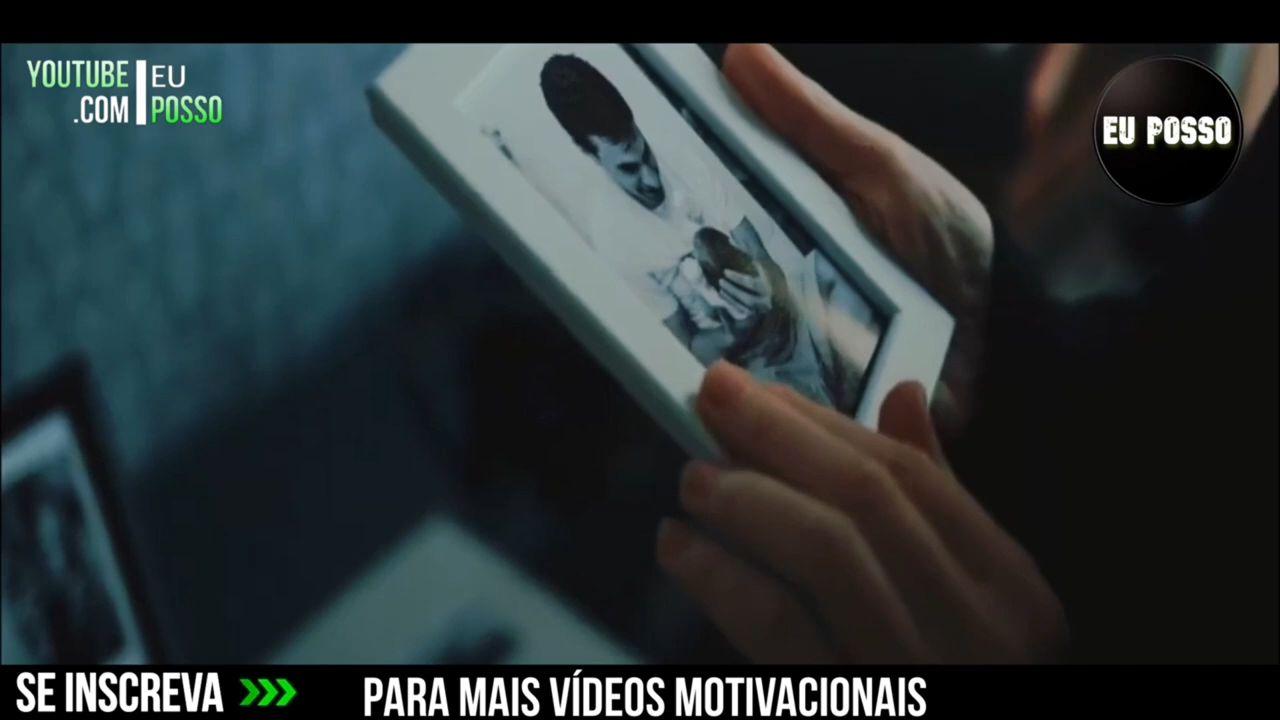 YOUTUBE
.COM
EU
POSSO
EU POSSO
SE INSCREVA
PARA MAIS VÍDEOS MOTIVACIONAIS